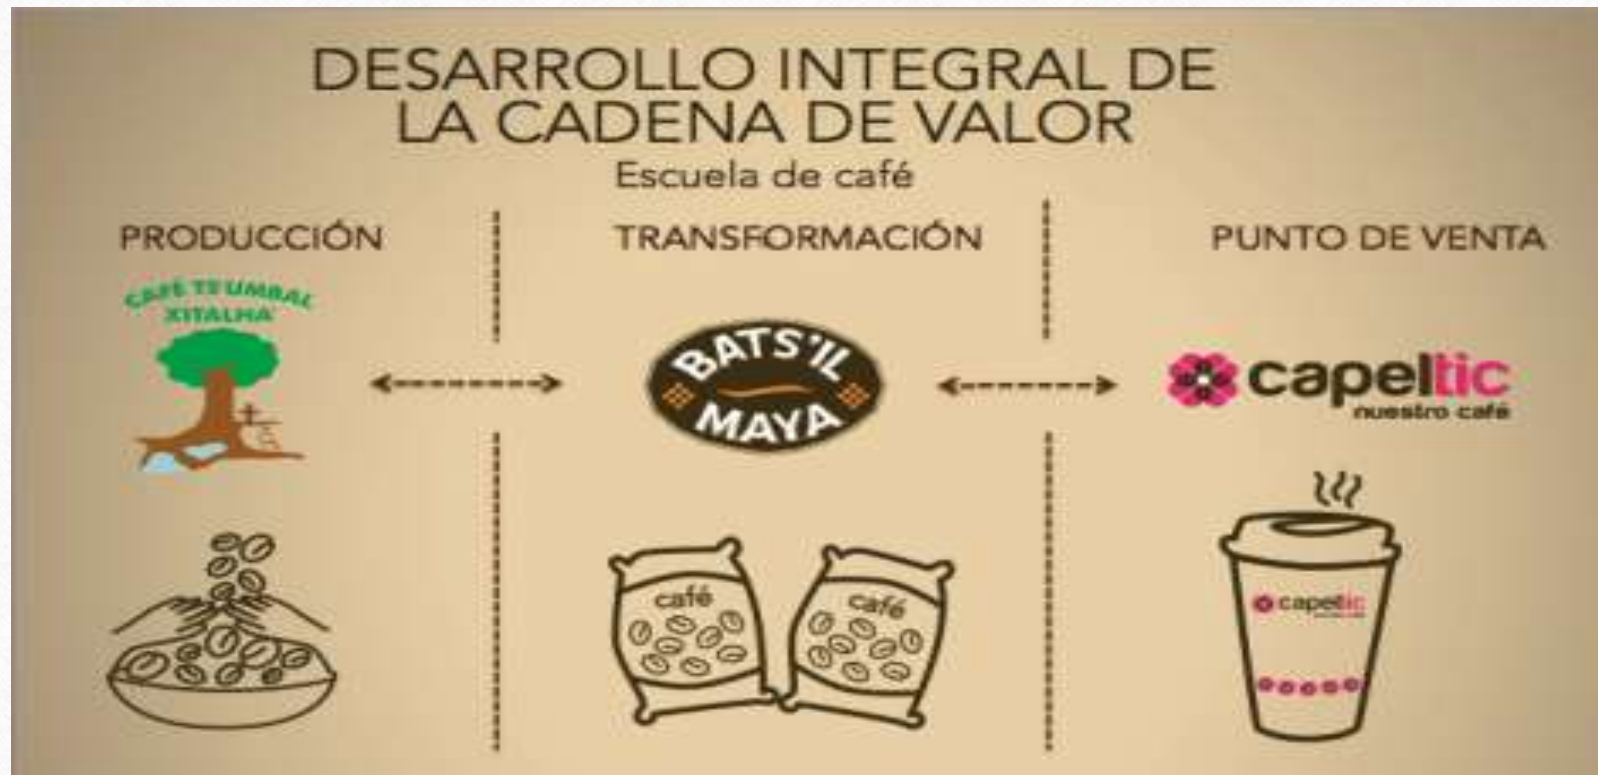 DESARROLLO INTEGRAL DE
LA CADENA DE VALOR
Escuela de café
PRODUCCIÓN
TRANSFORMACIÓN
PUNTO DE VENTA
CAFÉ TS'UMBAL
XITALHA'
BATS'IL
MAYA
capeltic
nuestro café
café
café
capeltic